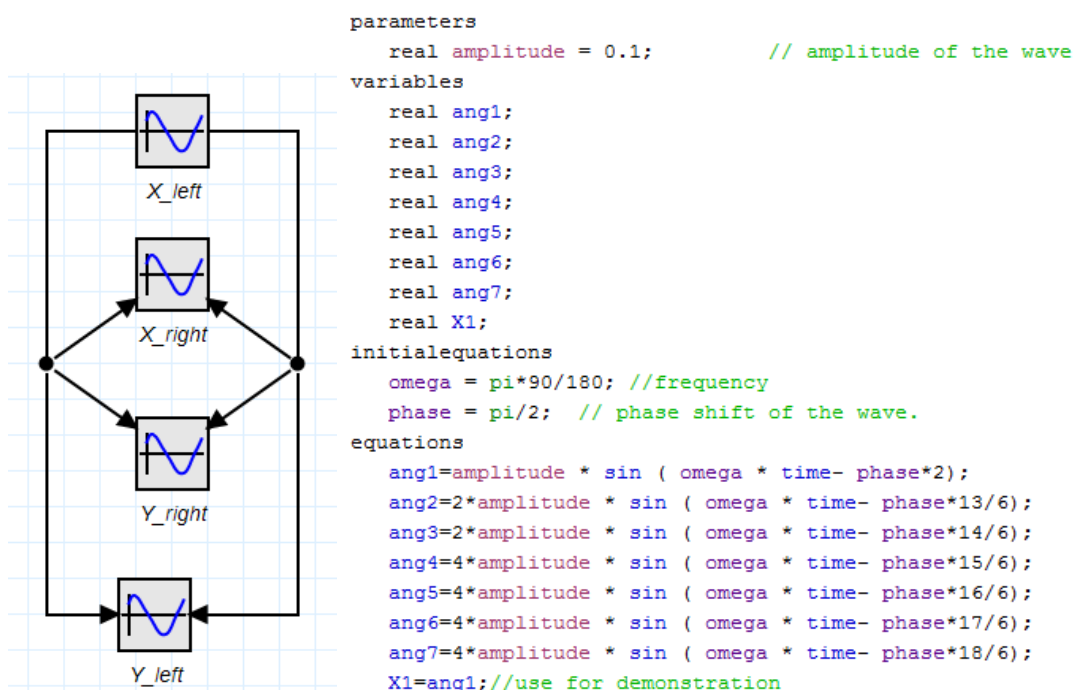 X_left
X_right
Y_right
Y_left
parameters
real amplitude = 0.1; // amplitude of the wave
variables
real ang1;
real ang2;
real ang3;
real ang4;
real ang5;
real ang6;
real ang7;
real X1;
initialequations
omega = pi*90/180; //frequency
phase = pi/2; // phase shift of the wave.
equations
ang1=amplitude * sin ( omega * time- phase*2);
ang2=2*amplitude * sin ( omega * time- phase*13/6);
ang3=2*amplitude * sin ( omega * time- phase*14/6);
ang4=4*amplitude * sin ( omega * time- phase*15/6);
ang5=4*amplitude * sin ( omega * time- phase*16/6);
ang6=4*amplitude * sin ( omega * time- phase*17/6);
ang7=4*amplitude * sin ( omega * time- phase*18/6);
X1=ang1;//use for demonstration